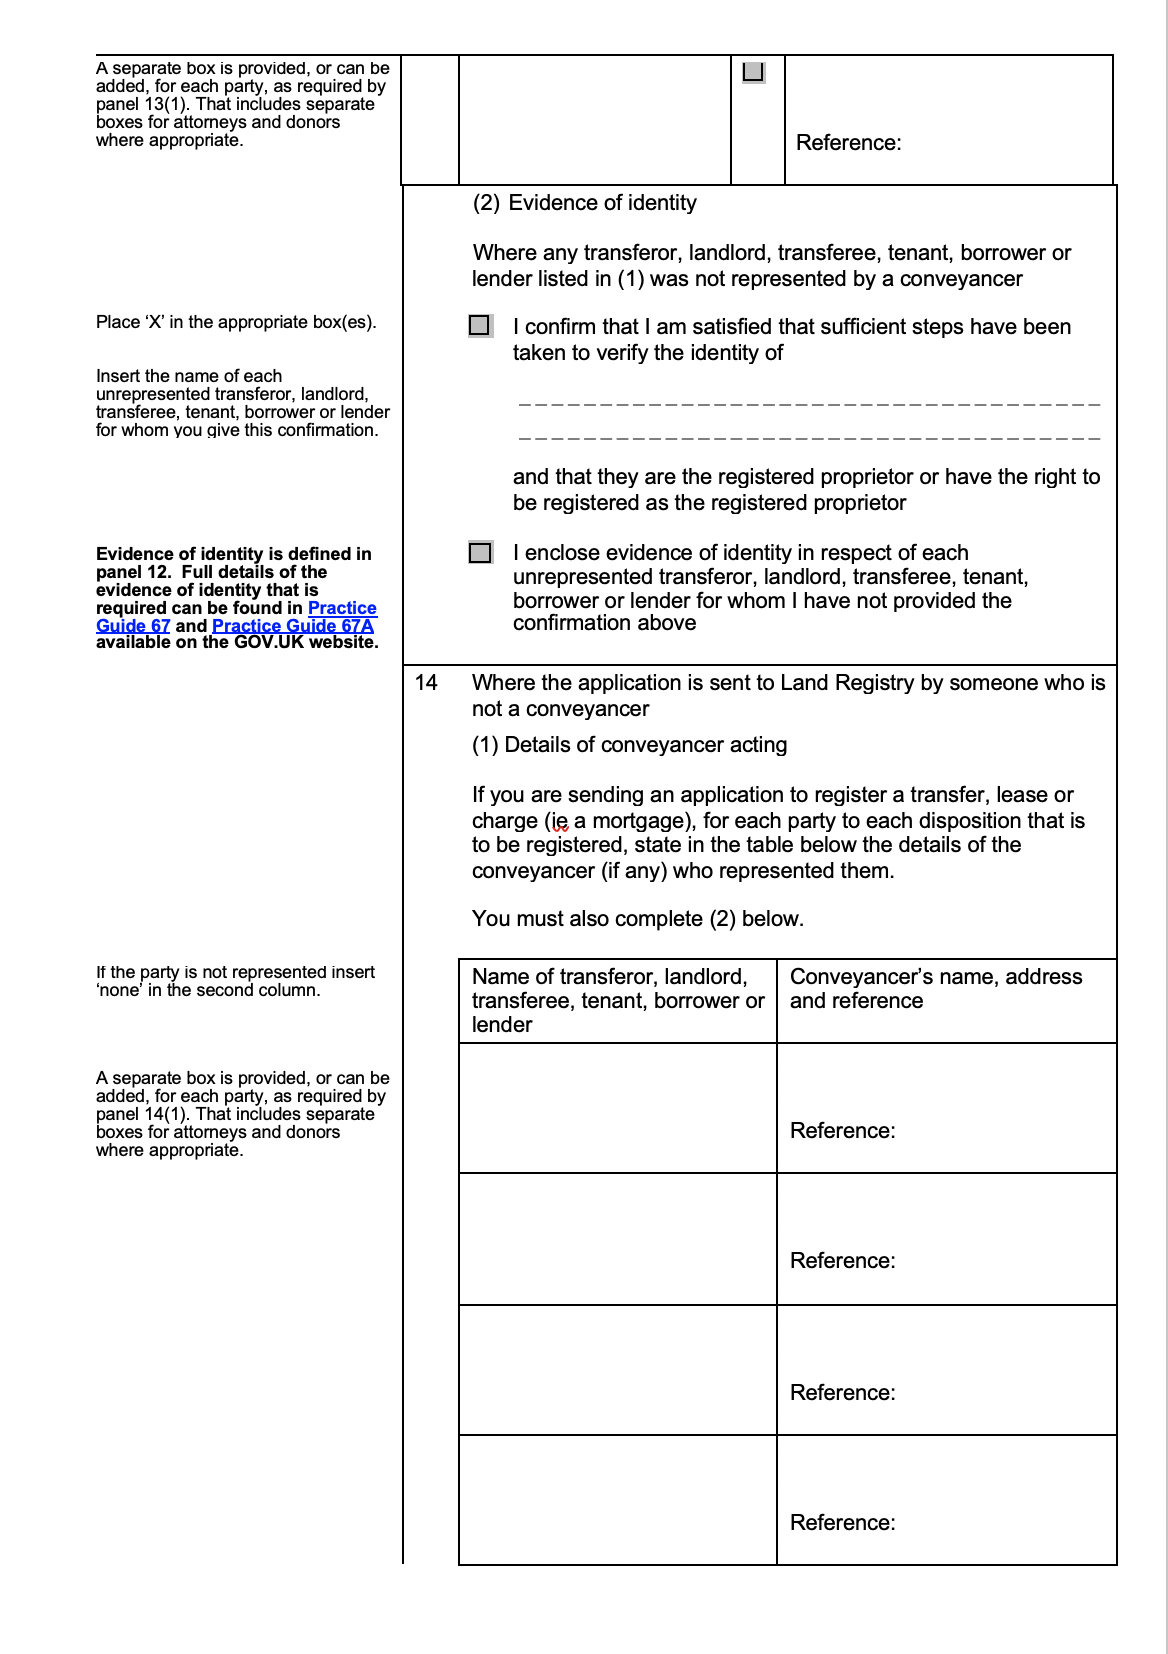 A separate box is provided, or can be
added, for each party, as required by
panel 13(1). That includes separate
boxes for attorneys and donors
where appropriate.
Reference:
(2) Evidence of identity
Where any transferor, landlord, transferee, tenant, borrower or
lender listed in (1) was not represented by a conveyancer
Place ‘X’ in the appropriate box(es).
I confirm that I am satisfied that sufficient steps have been
taken to verify the identity of
Insert the name of each
unrepresented transferor, landlord,
transferee, tenant, borrower or lender
for whom you give this confirmation.
and that they are the registered proprietor or have the right to
be registered as the registered proprietor
Evidence of identity is defined in
panel 12. Full details of the
evidence of identity that is
required can be found in Practice
Guide 67 and Practice Guide 67A
available on the GOV.UK website.
I enclose evidence of identity in respect of each
unrepresented transferor, landlord, transferee, tenant,
borrower or lender for whom I have not provided the
confirmation above
14 Where the application is sent to Land Registry by someone who is
not a conveyancer
(1) Details of conveyancer acting
If you are sending an application to register a transfer, lease or
charge (ie a mortgage), for each party to each disposition that is
to be registered, state in the table below the details of the
conveyancer (if any) who represented them.
You must also complete (2) below.
If the party is not represented insert
‘none’ in the second column.
Name of transferor, landlord,
transferee, tenant, borrower or
lender
Conveyancer’s name, address
and reference
A separate box is provided, or can be
added, for each party, as required by
panel 14(1). That includes separate
boxes for attorneys and donors
where appropriate.
Reference:
Reference:
Reference:
Reference: